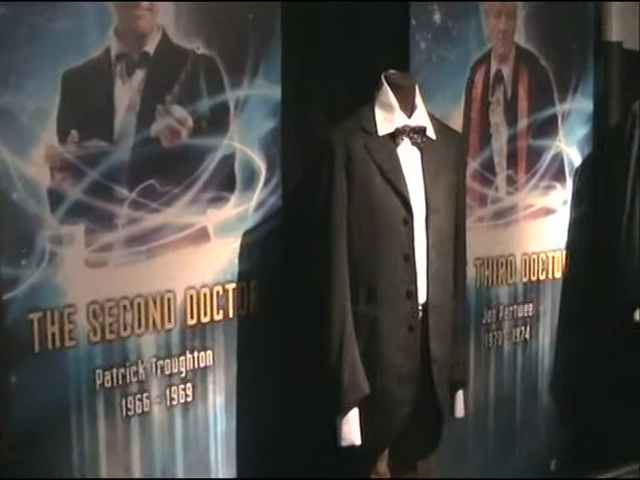 THE SECOND DOCTOR
Patrick Troughton
1966 - 1969
THIRD DOCTOR
Jon Pertwee
1970 - 1974